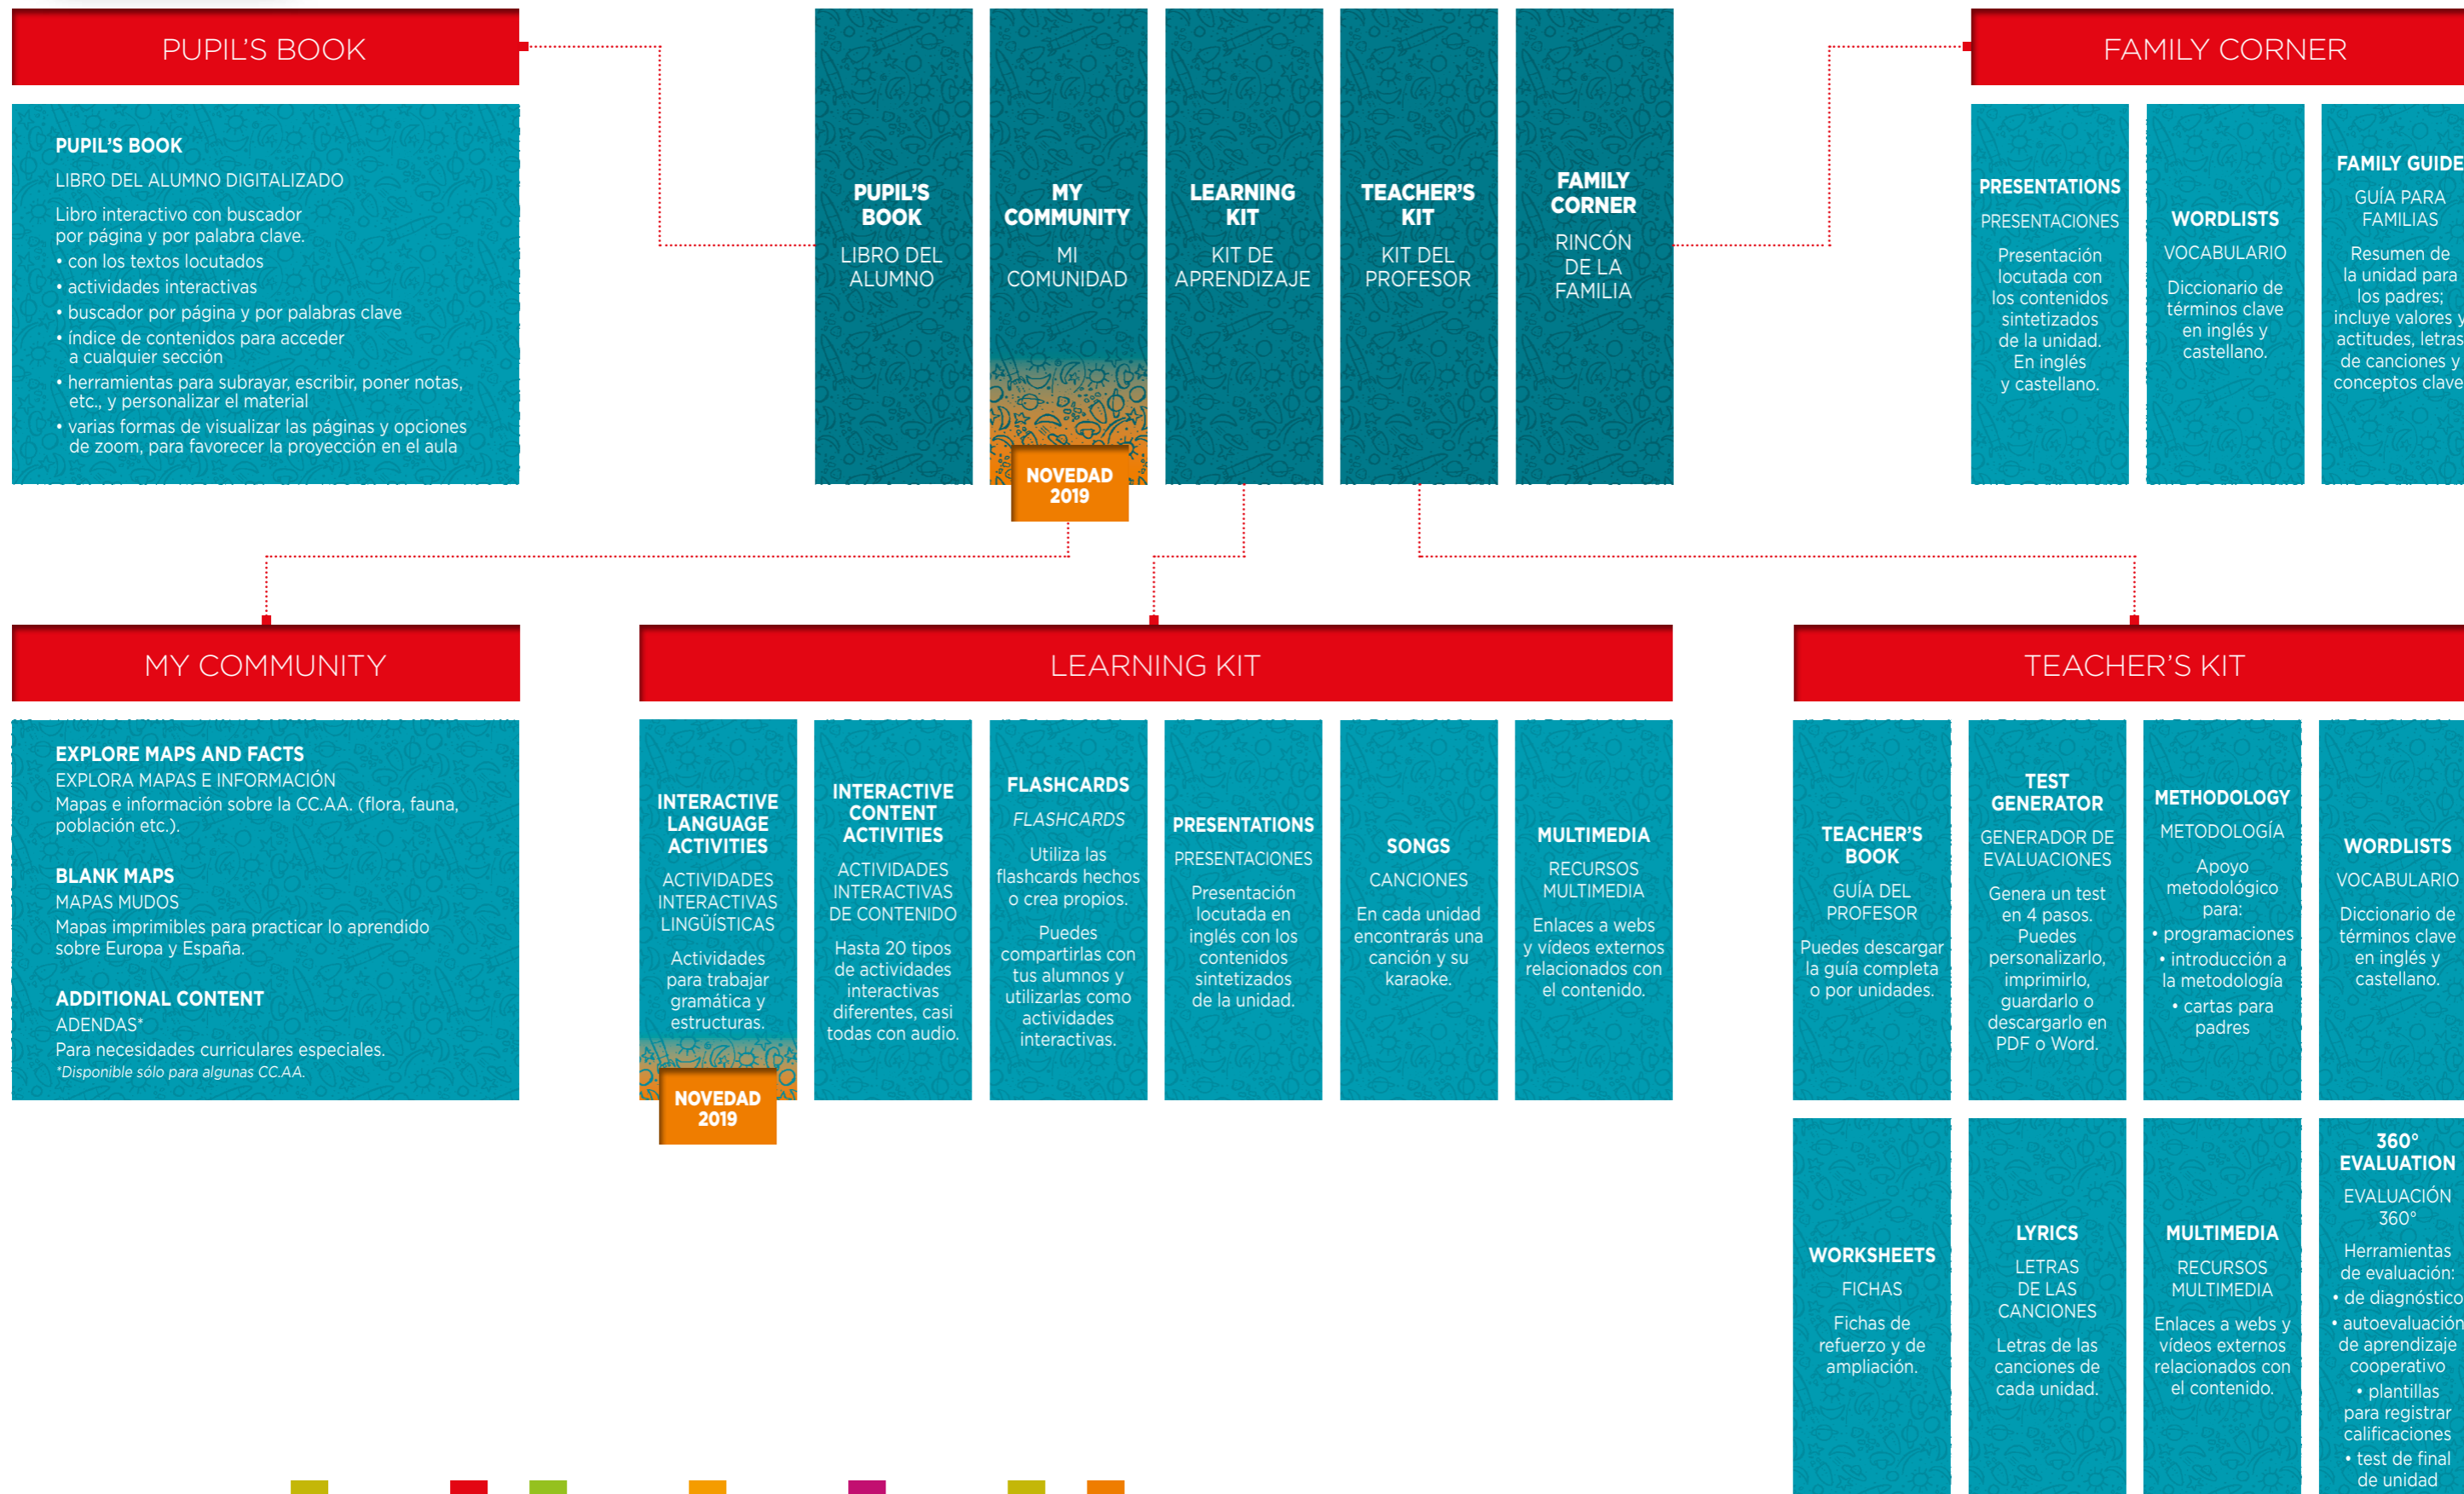 PUPIL'S BOOK
PUPIL'S BOOK
LIBRO DEL ALUMNO DIGITALIZADO
Libro interactivo con buscador
por página y por palabra clave.
• con los textos locutados
• actividades interactivas
• buscador por página y por palabras clave
• índice de contenidos para acceder
a cualquier sección
• herramientas para subrayar, escribir, poner notas,
etc., y personalizar el material
• varias formas de visualizar las páginas y opciones
de zoom, para favorecer la proyección en el aula
PUPIL'S
BOOK
LIBRO DEL
ALUMNO
MY
COMMUNITY
MI
COMUNIDAD
NOVEDAD
2019
LEARNING
KIT
KIT DE
APRENDIZAJE
TEACHER'S
KIT
KIT DEL
PROFESOR
FAMILY
CORNER
RINCÓN
DE LA
FAMILIA
FAMILY CORNER
PRESENTATIONS
PRESENTACIONES
Presentación
locutada con
los contenidos
sintetizados
de la unidad.
En inglés
y castellano.
WORDLISTS
VOCABULARIO
Diccionario de
términos clave
en inglés y
castellano.
FAMILY GUIDE
GUÍA PARA
FAMILIAS
Resumen de
la unidad para
los padres;
incluye valores y
actitudes, letras
de canciones y
conceptos clave
MY COMMUNITY
EXPLORE MAPS AND FACTS
EXPLORA MAPAS E INFORMACIÓN
Mapas e información sobre la CC.AA. (flora, fauna,
población etc.).
BLANK MAPS
MAPAS MUDOS
Mapas imprimibles para practicar lo aprendido
sobre Europa y España.
ADDITIONAL CONTENT
ADENDAS*
Para necesidades curriculares especiales.
*Disponible sólo para algunas CC.AA.
LEARNING KIT
INTERACTIVE
LANGUAGE
ACTIVITIES
ACTIVIDADES
INTERACTIVAS
LINGÜÍSTICAS
Actividades
para trabajar
gramática y
estructuras.
NOVEDAD
2019
INTERACTIVE
CONTENT
ACTIVITIES
ACTIVIDADES
INTERACTIVAS
DE CONTENIDO
Hasta 20 tipos
de actividades
interactivas
diferentes, casi
todas con audio.
FLASHCARDS
FLASHCARDS
Utiliza las
flashcards hechos
o crea propios.
Puedes
compartirlas con
tus alumnos y
utilizarlas como
actividades
interactivas.
PRESENTATIONS
PRESENTACIONES
Presentación
locutada en
inglés con los
contenidos
sintetizados
de la unidad.
SONGS
CANCIONES
En cada unidad
encontrarás una
canción y su
karaoke.
MULTIMEDIA
RECURSOS
MULTIMEDIA
Enlaces a webs
y vídeos externos
relacionados con
el contenido.
TEACHER'S KIT
TEACHER'S
BOOK
GUÍA DEL
PROFESOR
Puedes descargar
la guía completa
o por unidades.
TEST
GENERATOR
GENERADOR DE
EVALUACIONES
Genera un test
en 4 pasos.
Puedes
personalizarlo,
imprimirlo,
guardarlo o
descargarlo en
PDF o Word.
METHODOLOGY
METODOLOGÍA
Apoyo
metodológico
para:
• programaciones
• introducción a
la metodología
• cartas para
padres
WORDLISTS
VOCABULARIO
Diccionario de
términos clave
en inglés y
castellano.
WORKSHEETS
FICHAS
Fichas de
refuerzo y de
ampliación.
LYRICS
LETRAS
DE LAS
CANCIONES
Letras de las
canciones de
cada unidad.
MULTIMEDIA
RECURSOS
MULTIMEDIA
Enlaces a webs y
vídeos externos
relacionados con
el contenido.
360°
EVALUATION
EVALUACIÓN
360°
Herramientas
de evaluación:
• de diagnóstico
• autoevaluación
de aprendizaje
cooperativo
• plantillas
para registrar
calificaciones
• test de final
de unidad